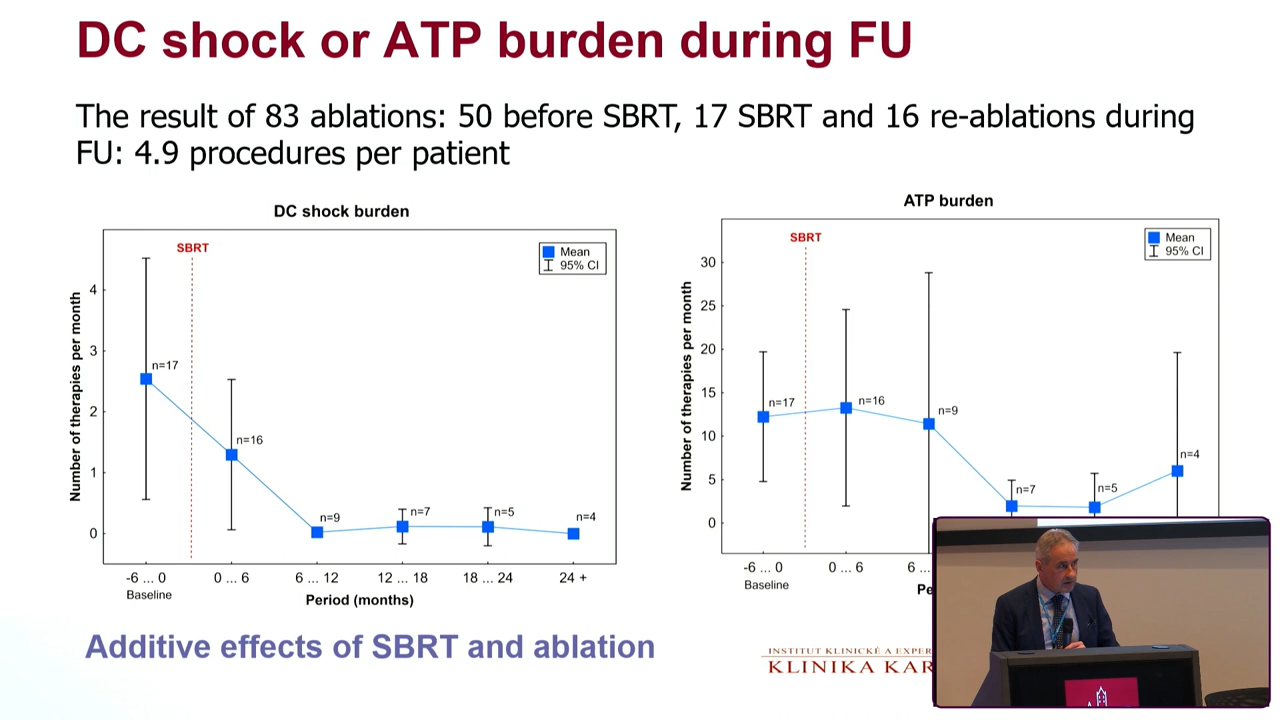 DC shock or ATP burden during FU
The result of 83 ablations: 50 before SBRT, 17 SBRT and 16 re-ablations during
FU: 4.9 procedures per patient
DC shock burden
SBRT
Mean
95% CI
Number of therapies per month
4
3
2
1
0
n=17
n=16
n=9
n=7
n=5
n=4
-6 ... 0
0 ... 6
6 ... 12
12 ... 18
18 ... 24
24 +
Baseline
Period (months)
ATP burden
SBRT
Mean
95% CI
Number of therapies per month
30
25
20
15
10
5
0
n=17
n=16
n=9
n=7
n=5
n=4
-6 ... 0
0 ... 6
6 ...
Baseline
Pe
Additive effects of SBRT and ablation
INSTITUT KLINICKÉ A EXPER
KLINIKA KAR